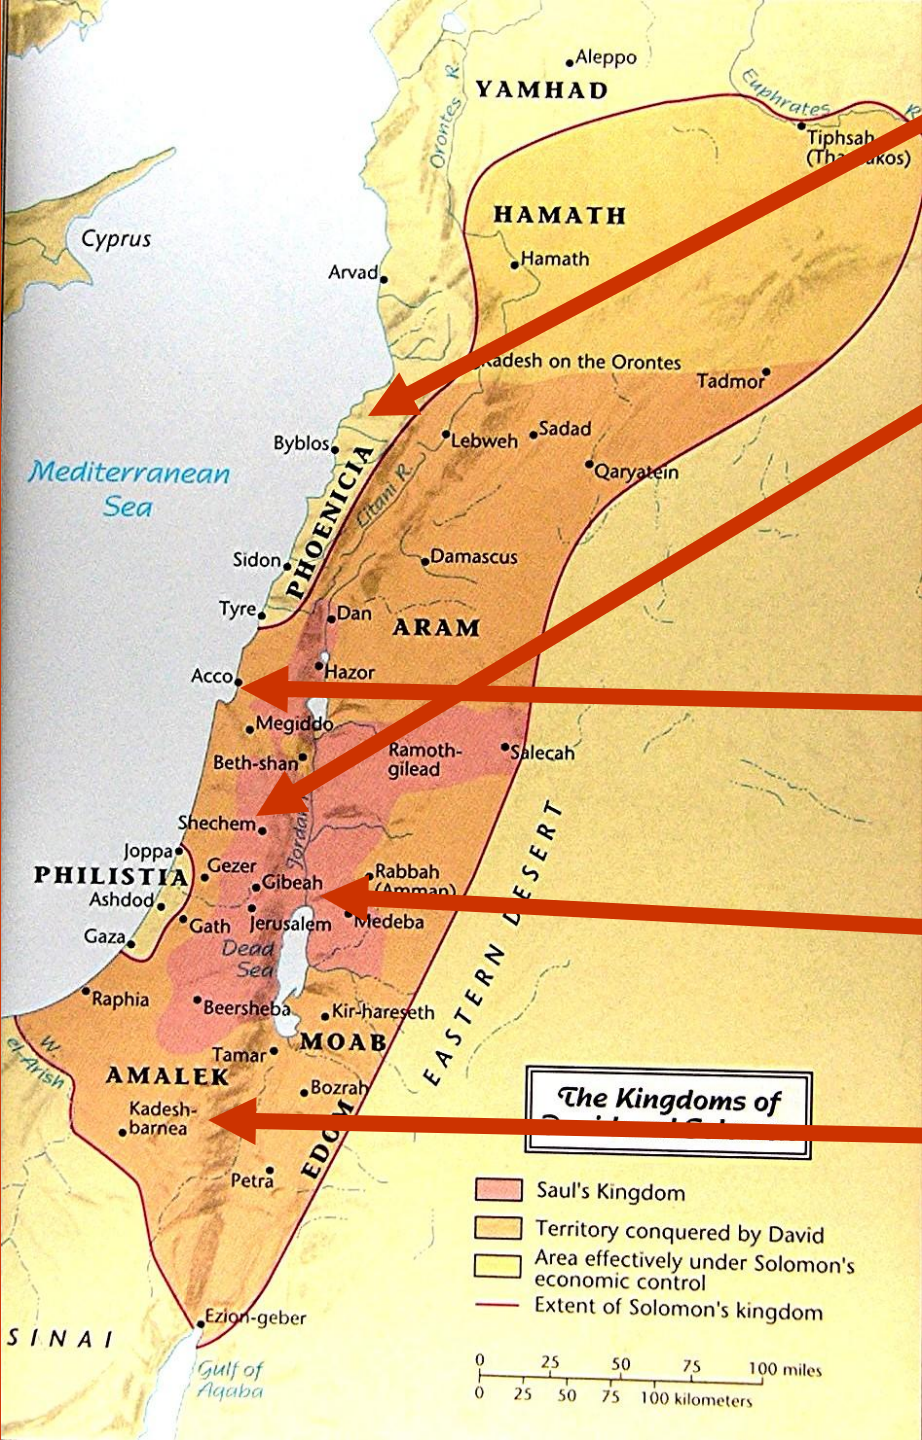 Aleppo
YAMHAD
Orontes R.
Euphrates R.
Tiphsah
HAMATH
Cyprus
Hamath
Arvad
Kadesh on the Orontes
Tadmor
Byblos
Lebweh
Sadad
Qaryatein
Mediterranean
Sea
PHOENICIA
Litani R.
Sidon
Damascus
Tyre
Dan
ARAM
Acco
Hazor
Megiddo
Beth-shan
Ramoth-
gilead
Salecah
Shechem
Jordan
Joppa
PHILISTIA
Gezer
Gibeah
Rabbah
(Amman)
Ashdod
Gath
Jerusalem
Medeba
Gaza
Dead
Sea
EASTERN DESERT
Raphia
Beersheba
Kir-hareseth
W.
el-Arish
Tamar
MOAB
AMALEK
Bozrah
Kadesh-
barnea
EDOM
Petra
The Kingdoms of
Saul's Kingdom
Territory conquered by David
Area effectively under Solomon's
economic control
Extent of Solomon's kingdom
Ezion-geber
SINAI
Gulf of
Aqaba
0 25 50 75 100 miles
0 25 50 75 100 kilometers